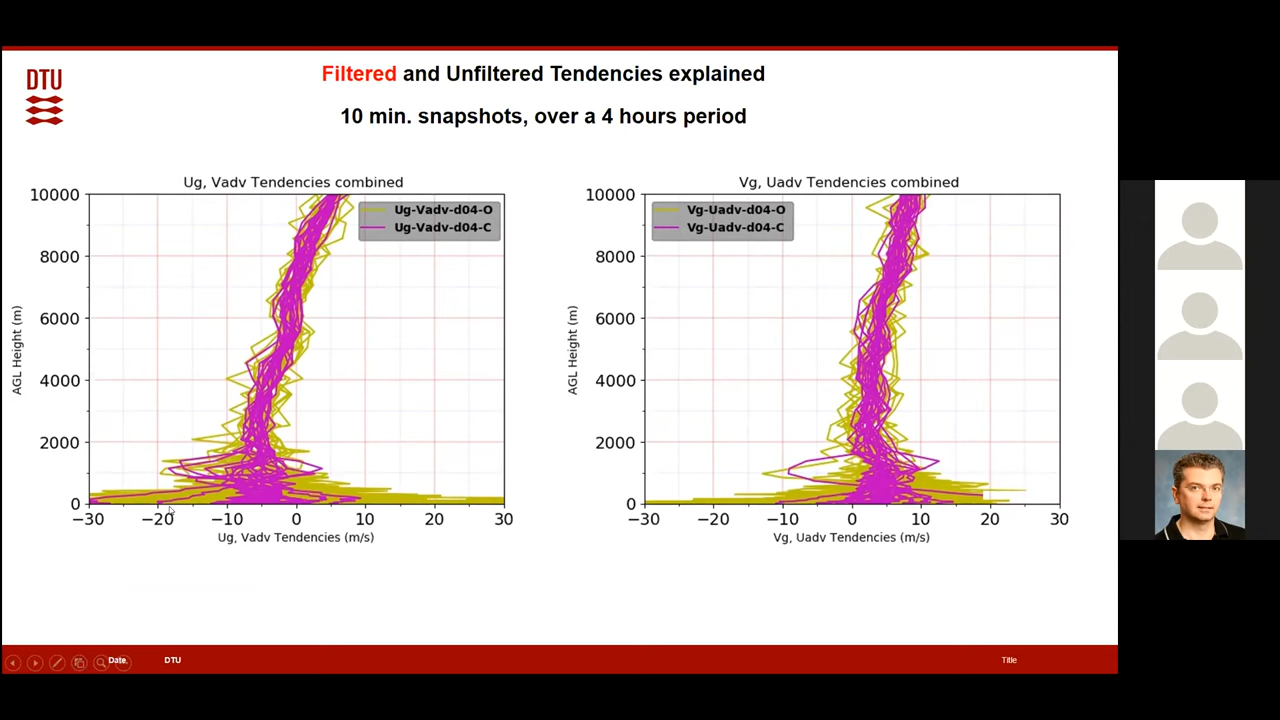 DTU
Filtered and Unfiltered Tendencies explained
10 min. snapshots, over a 4 hours period
Ug, Vadv Tendencies combined
10000
8000
6000
4000
2000
0
AGL Height (m)
Ug-Vadv-d04-O
Ug-Vadv-d04-C
−30 −20 −10 0 10 20 30
Ug, Vadv Tendencies (m/s)
Vg, Uadv Tendencies combined
10000
8000
6000
4000
2000
0
AGL Height (m)
Vg-Uadv-d04-O
Vg-Uadv-d04-C
−30 −20 −10 0 10 20 30
Vg, Uadv Tendencies (m/s)
Date. DTU Title